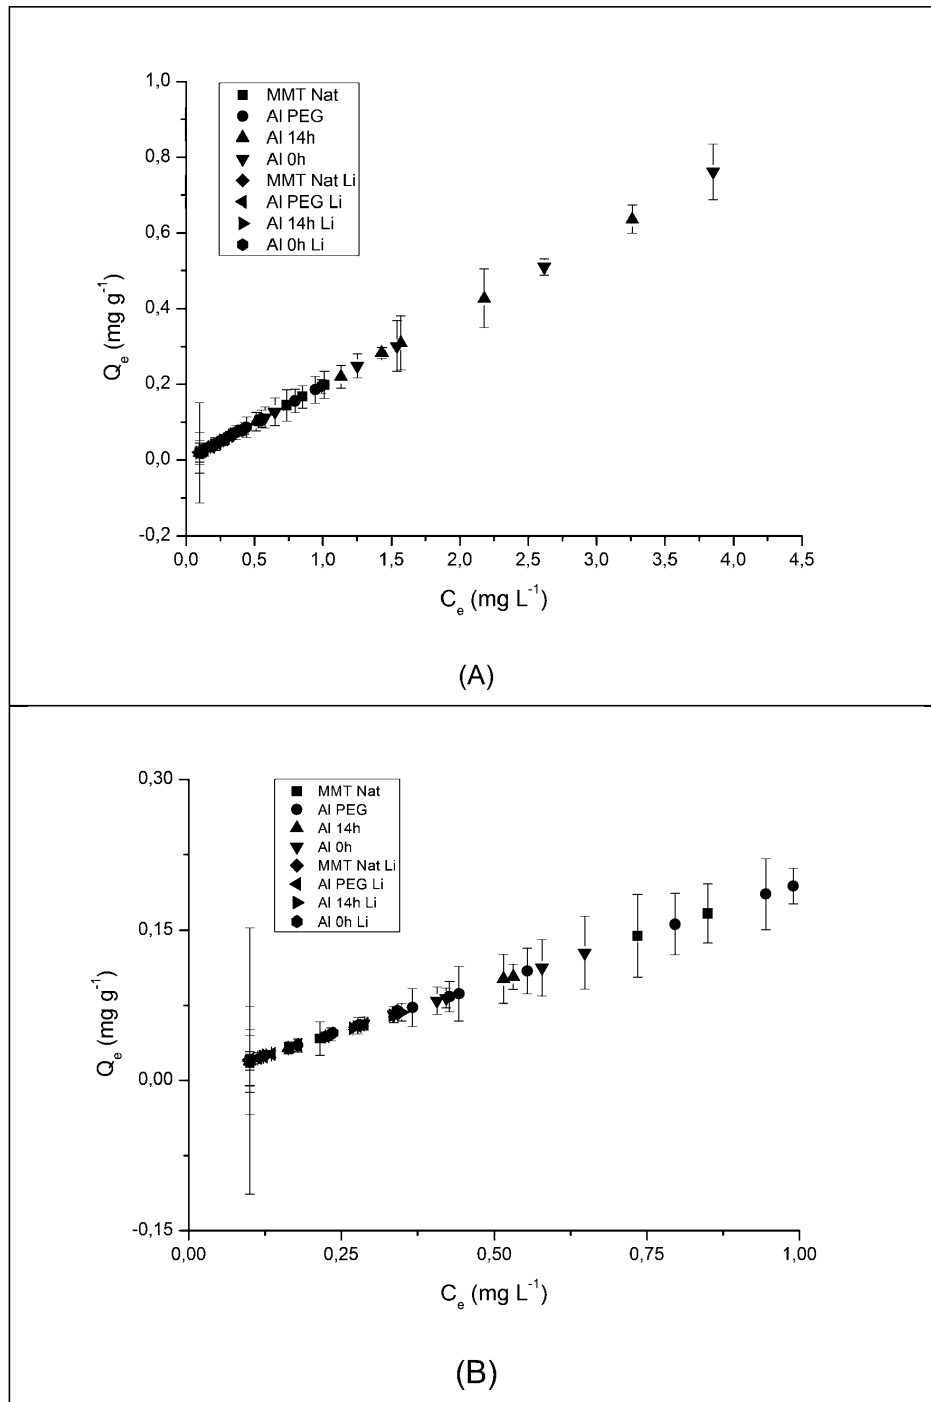 1,0
0,8
0,6
0,4
0,2
0,0
-0,2
Qe (mg g-1)
MMT Nat
Al PEG
Al 14h
Al 0h
MMT Nat Li
Al PEG Li
Al 14h Li
Al 0h Li
0,0 0,5 1,0 1,5 2,0 2,5 3,0 3,5 4,0 4,5
Ce (mg L-1)
(A)
0,30
0,15
0,00
-0,15
Qe (mg g-1)
MMT Nat
Al PEG
Al 14h
Al 0h
MMT Nat Li
Al PEG Li
Al 14h Li
Al 0h Li
0,00 0,25 0,50 0,75 1,00
Ce (mg L-1)
(B)